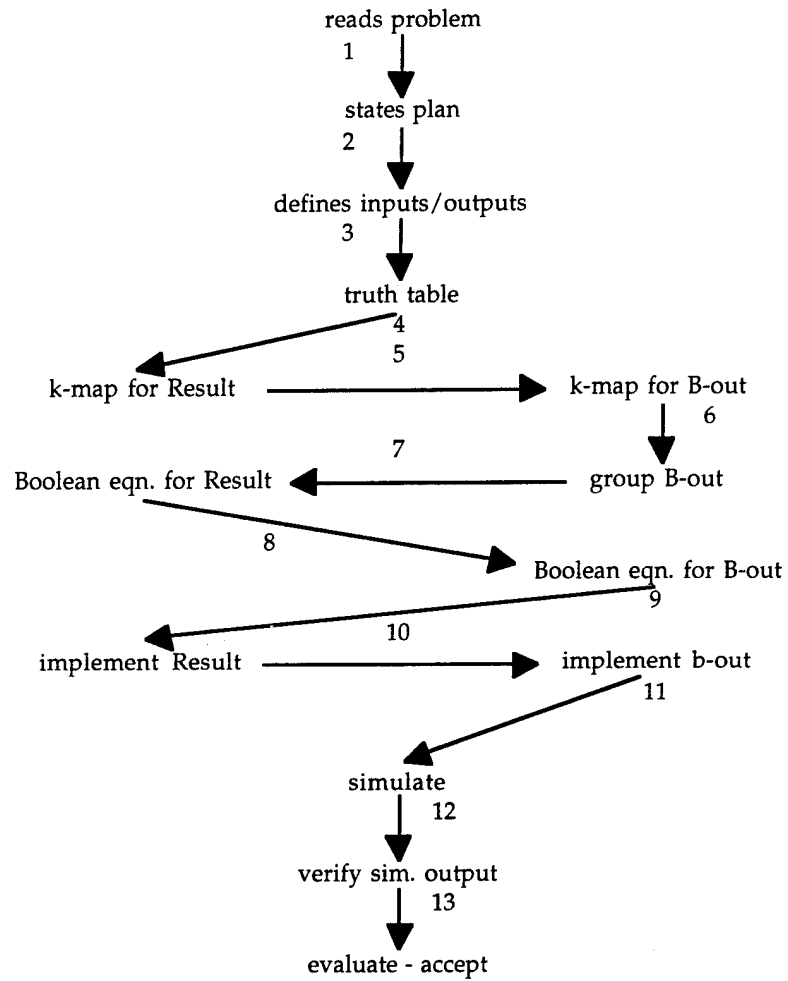 reads problem
1
states plan
2
defines inputs/outputs
3
truth table
4
5
k-map for Result
k-map for B-out
6
7
Boolean eqn. for Result
group B-out
8
Boolean eqn. for B-out
9
10
implement Result
implement b-out
11
simulate
12
verify sim. output
13
evaluate - accept